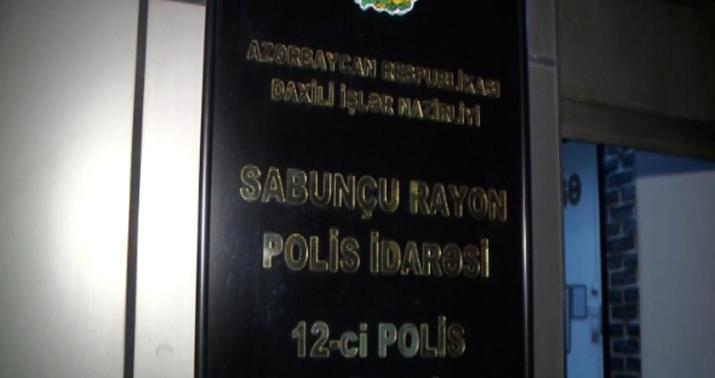 AZƏRBAYCAN RESPUBLİKASI
DAXİLİ İŞLƏR NAZİRLİYİ
SABUNÇU RAYON
POLİS İDARƏSİ
12-ci POLİS